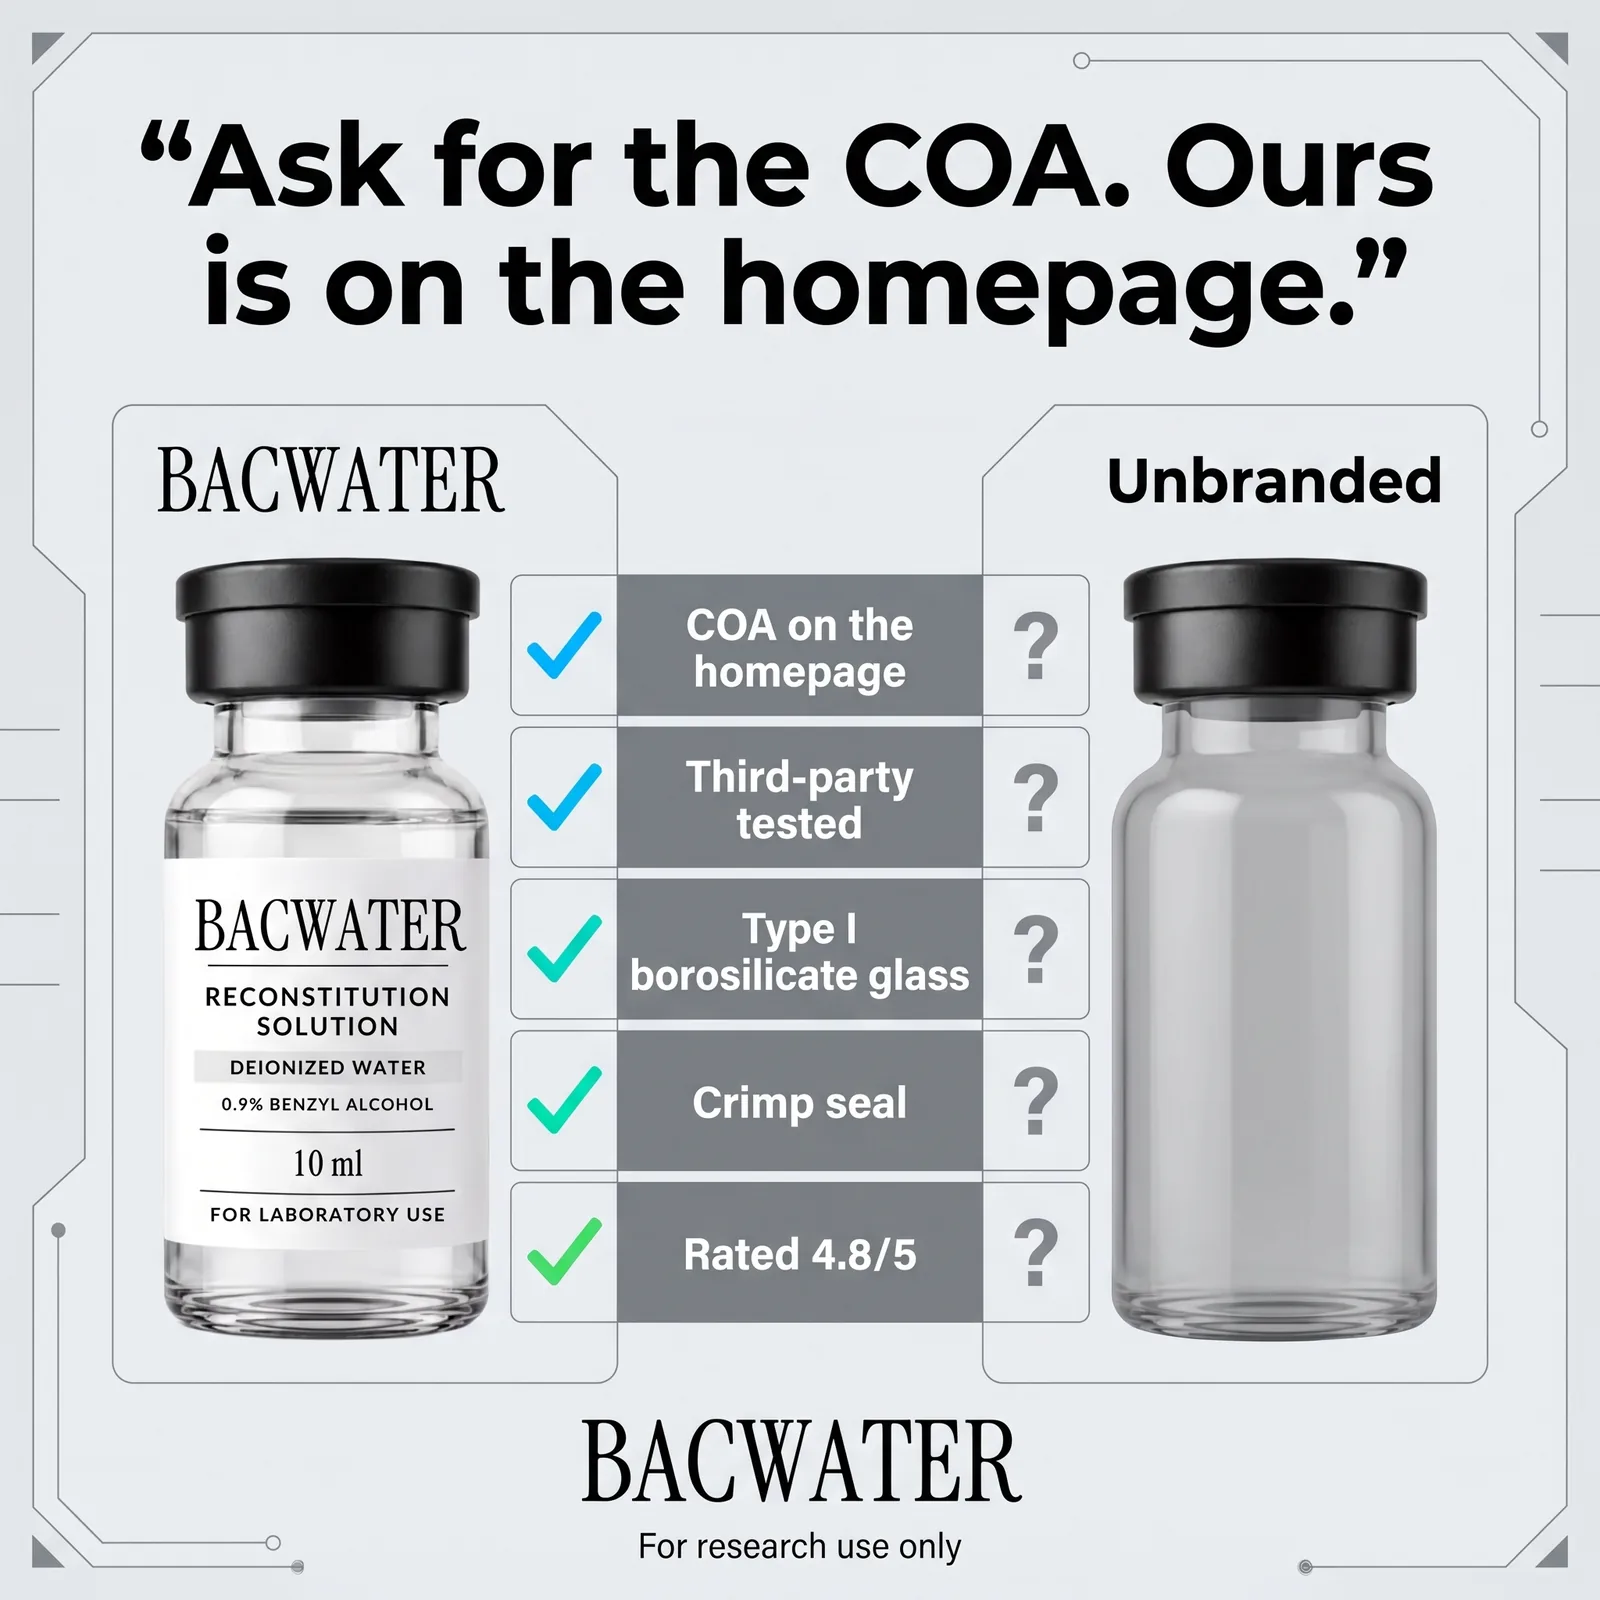 “Ask for the COA. Ours
is on the homepage.”
BACWATER
Unbranded
COA on the
homepage
?
Third-party
tested
?
Type I
borosilicate glass
?
Crimp seal
?
Rated 4.8/5
?
BACWATER
RECONSTITUTION
SOLUTION
DEIONIZED WATER
0.9% BENZYL ALCOHOL
10 ml
FOR LABORATORY USE
BACWATER
For research use only